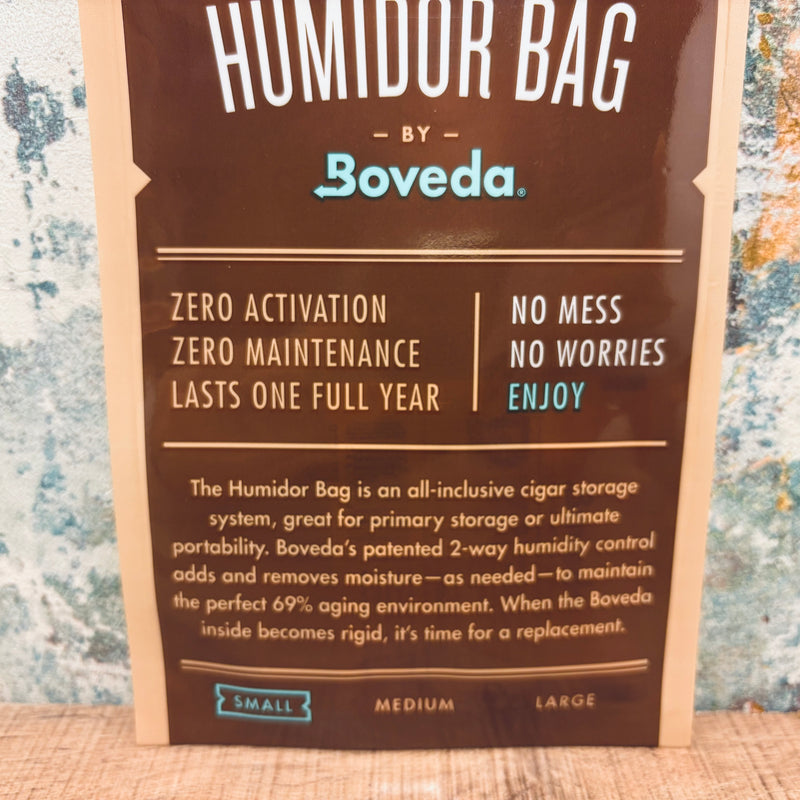 HUMIDOR BAG
– BY –
Boveda®
ZERO ACTIVATION
ZERO MAINTENANCE
LASTS ONE FULL YEAR
NO MESS
NO WORRIES
ENJOY
The Humidor Bag is an all-inclusive cigar storage
system, great for primary storage or ultimate
portability. Boveda's patented 2-way humidity control
adds and removes moisture—as needed—to maintain
the perfect 69% aging environment. When the Boveda
inside becomes rigid, it's time for a replacement.
SMALL MEDIUM LARGE